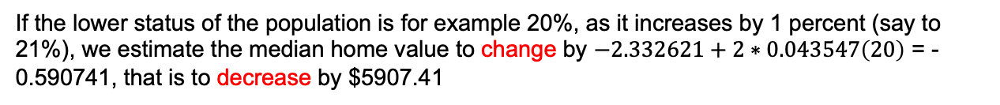 If the lower status of the population is for example 20%, as it increases by 1 percent (say to
21%), we estimate the median home value to change by −2.332621 + 2 * 0.043547(20) = -
0.590741, that is to decrease by $5907.41